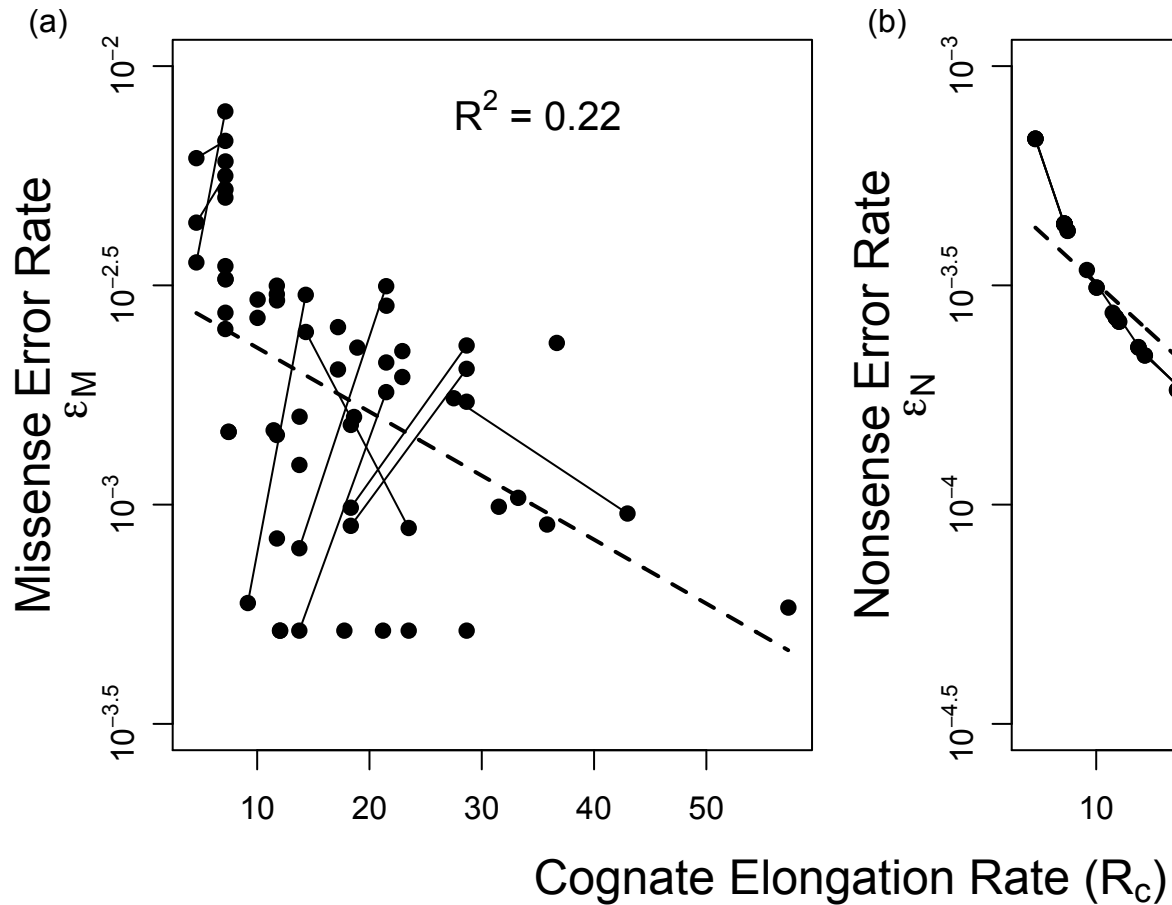 (a)
(b)
Missense Error Rate
ε_M
10^−2
10^−2.5
10^−3
10^−3.5
R^2 = 0.22
10 20 30 40 50
Nonsense Error Rate
ε_N
10^−3
10^−3.5
10^−4
10^−4.5
10
Cognate Elongation Rate (R_c)